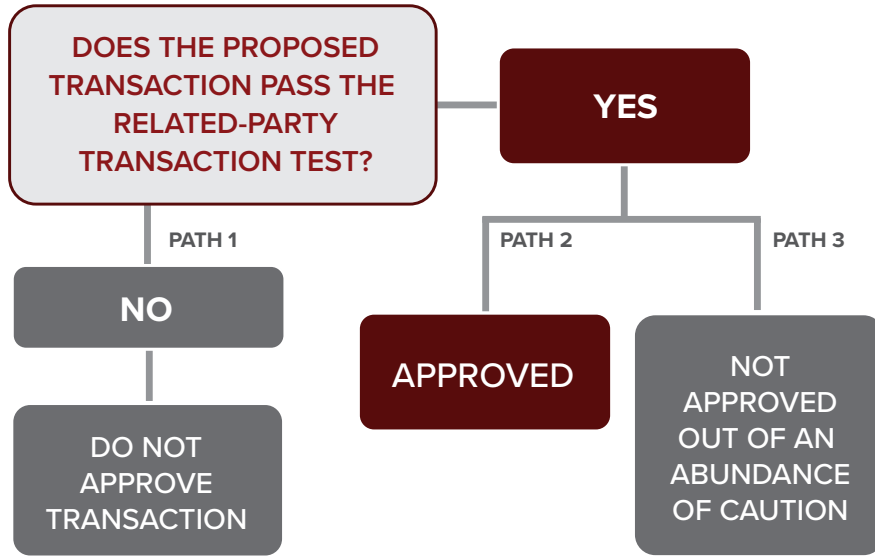 DOES THE PROPOSED
TRANSACTION PASS THE
RELATED-PARTY
TRANSACTION TEST?
YES
PATH 1
PATH 2
PATH 3
NO
APPROVED
NOT
APPROVED
OUT OF AN
ABUNDANCE
OF CAUTION
DO NOT
APPROVE
TRANSACTION